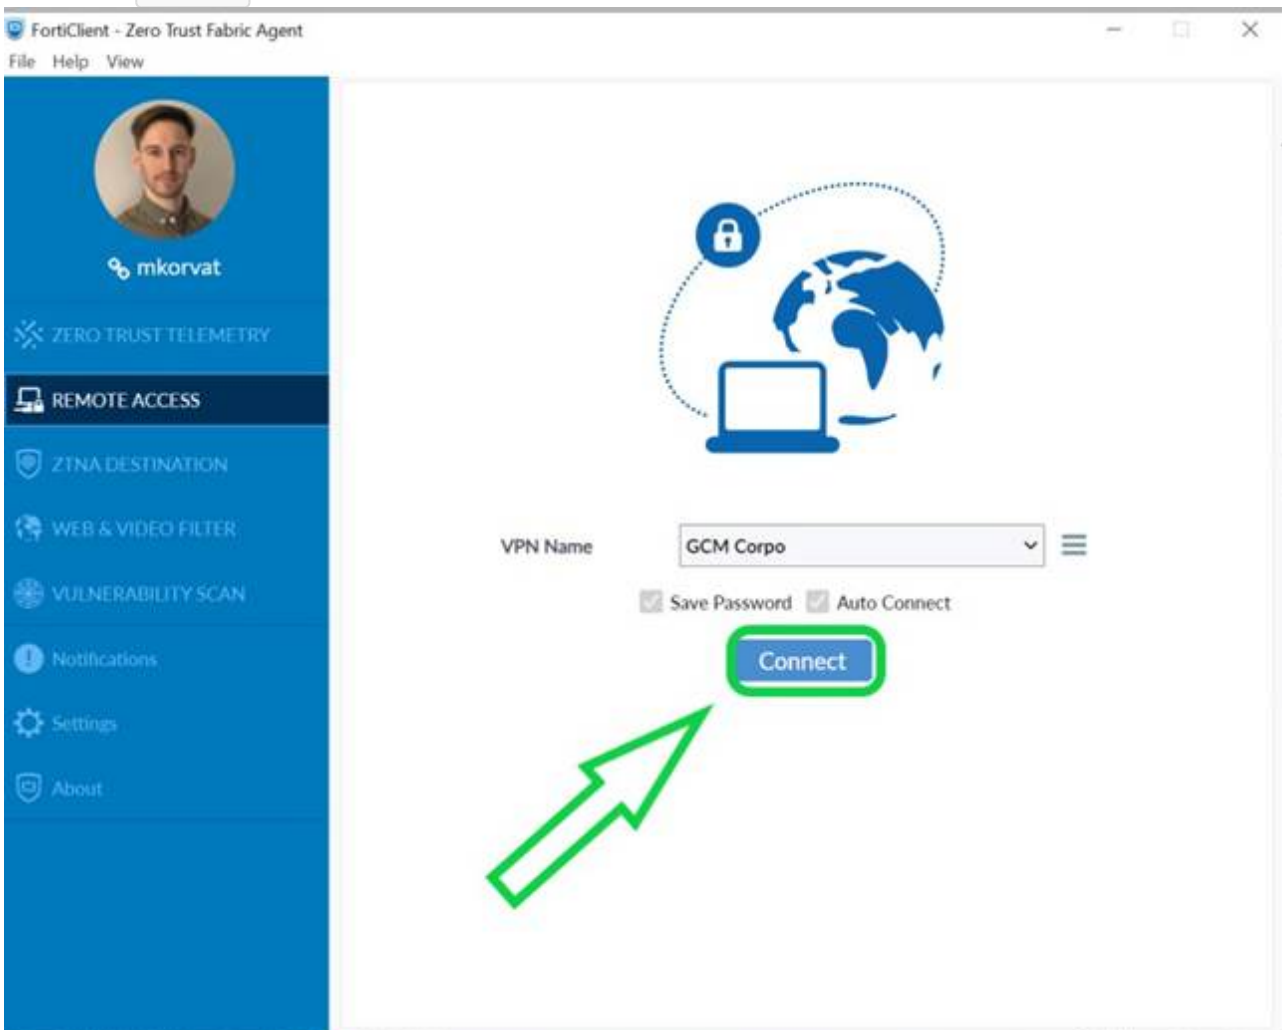 FortiClient - Zero Trust Fabric Agent
File Help View
mkorvat
ZERO TRUST TELEMETRY
REMOTE ACCESS
ZTNA DESTINATION
WEB & VIDEO FILTER
VULNERABILITY SCAN
Notifications
Settings
About
VPN Name GCM Corpo
Save Password Auto Connect
Connect